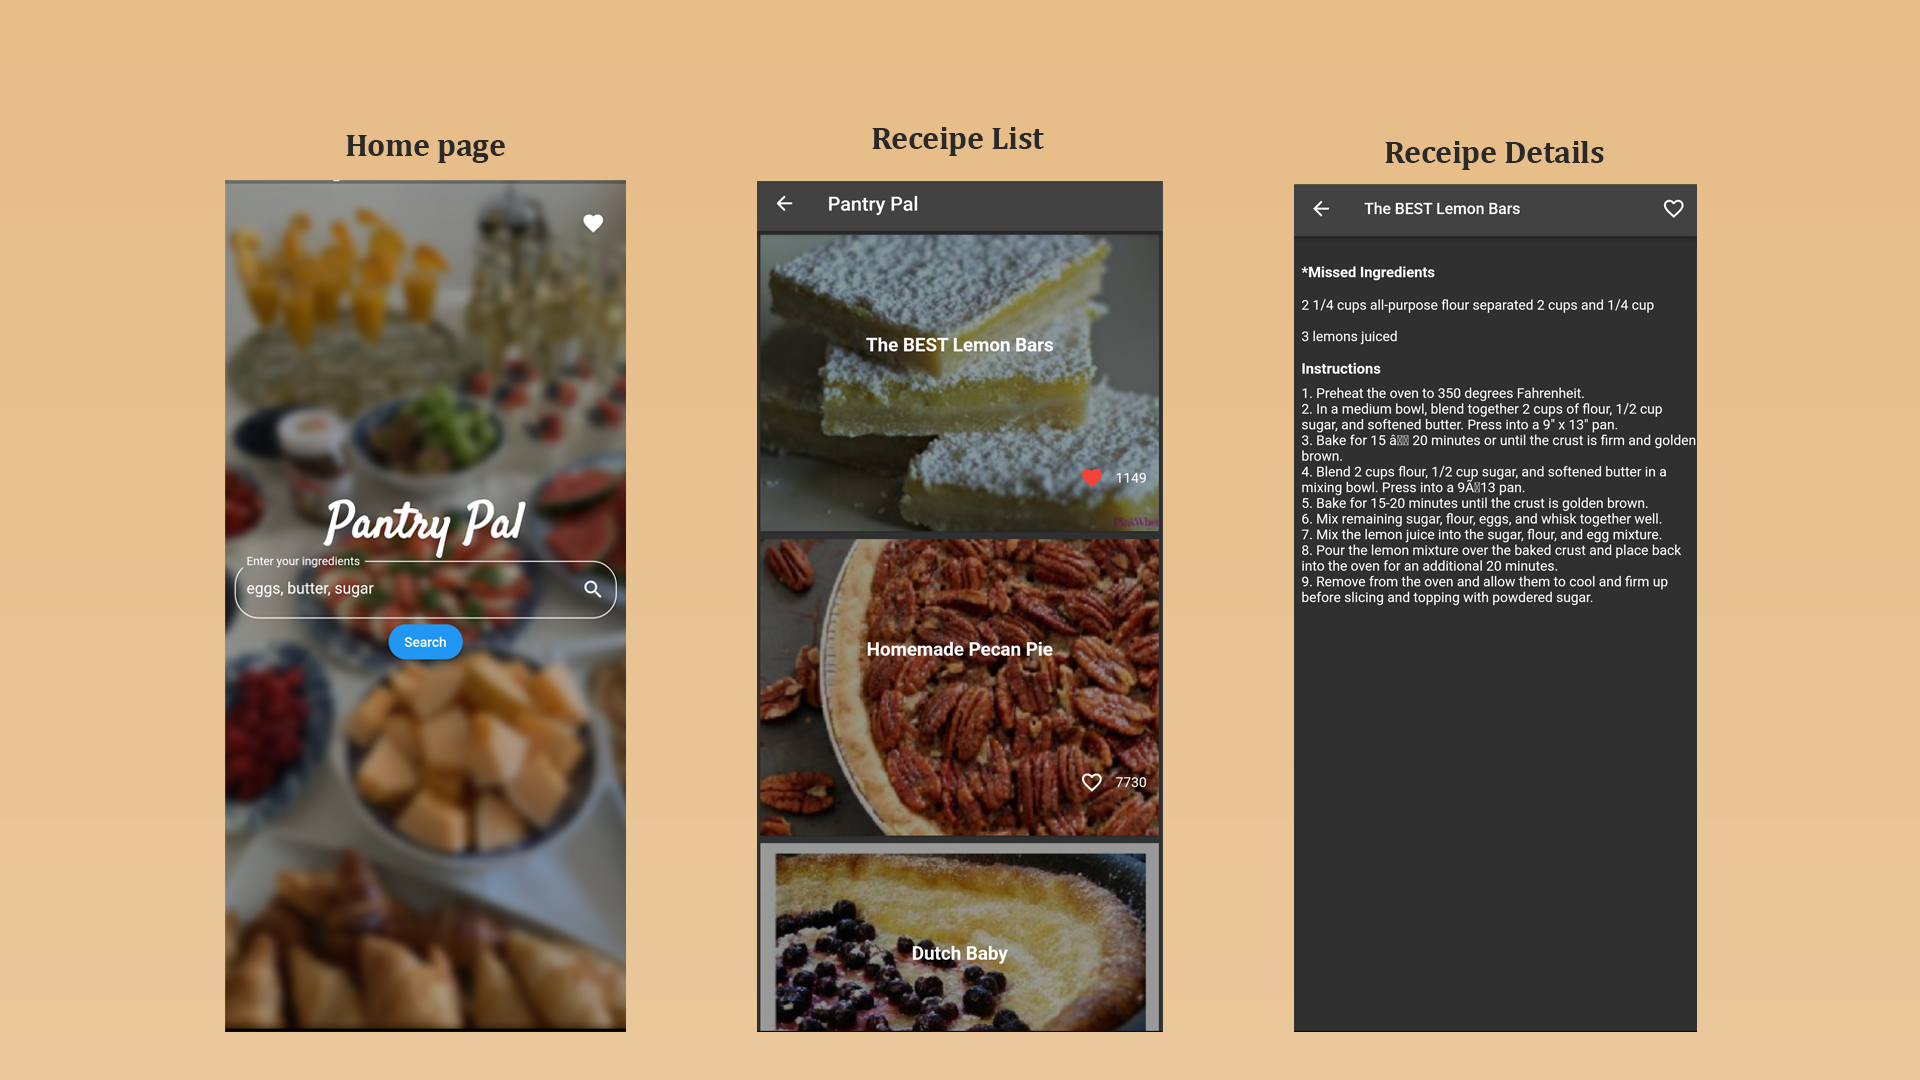 Home page
Pantry Pal
Enter your ingredients
eggs, butter, sugar
Search
Receipe List
Pantry Pal
The BEST Lemon Bars
1149
Homemade Pecan Pie
7730
Dutch Baby
Receipe Details
The BEST Lemon Bars
*Missed Ingredients
2 1/4 cups all-purpose flour separated 2 cups and 1/4 cup
3 lemons juiced
Instructions
1. Preheat the oven to 350 degrees Fahrenheit.
2. In a medium bowl, blend together 2 cups of flour, 1/2 cup
sugar, and softened butter. Press into a 9" x 13" pan.
3. Bake for 15 â 20 minutes or until the crust is firm and golden
brown.
4. Blend 2 cups flour, 1/2 cup sugar, and softened butter in a
mixing bowl. Press into a 9Ã13 pan.
5. Bake for 15-20 minutes until the crust is golden brown.
6. Mix remaining sugar, flour, eggs, and whisk together well.
7. Mix the lemon juice into the sugar, flour, and egg mixture.
8. Pour the lemon mixture over the baked crust and place back
into the oven for an additional 20 minutes.
9. Remove from the oven and allow them to cool and firm up
before slicing and topping with powdered sugar.